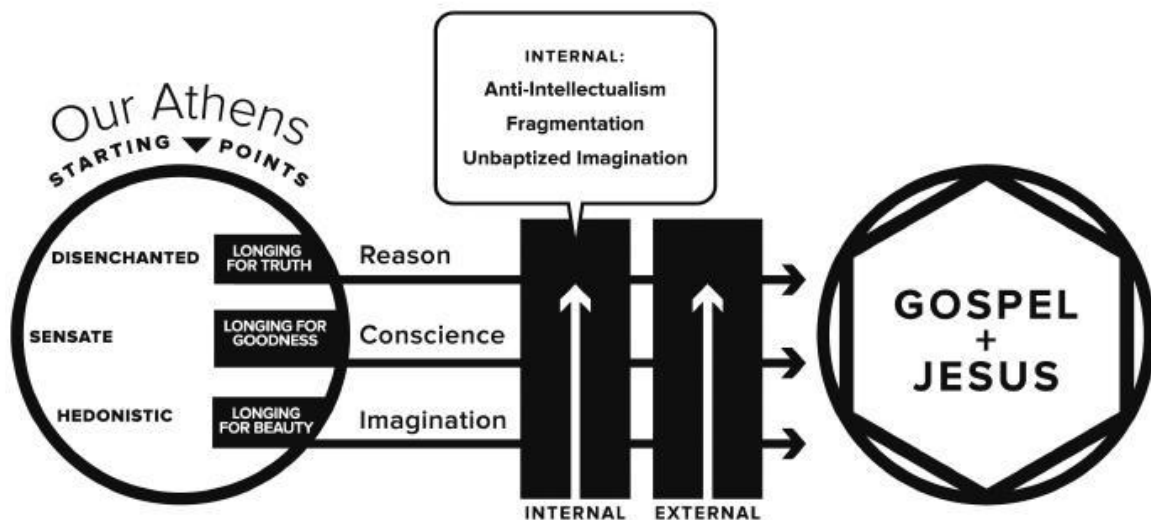 INTERNAL:
Anti-Intellectualism
Fragmentation
Unbaptized Imagination
Our Athens
STARTING POINTS
DISENCHANTED
LONGING
FOR TRUTH
Reason
SENSATE
LONGING FOR
GOODNESS
Conscience
HEDONISTIC
LONGING
FOR BEAUTY
Imagination
INTERNAL
EXTERNAL
GOSPEL
+
JESUS